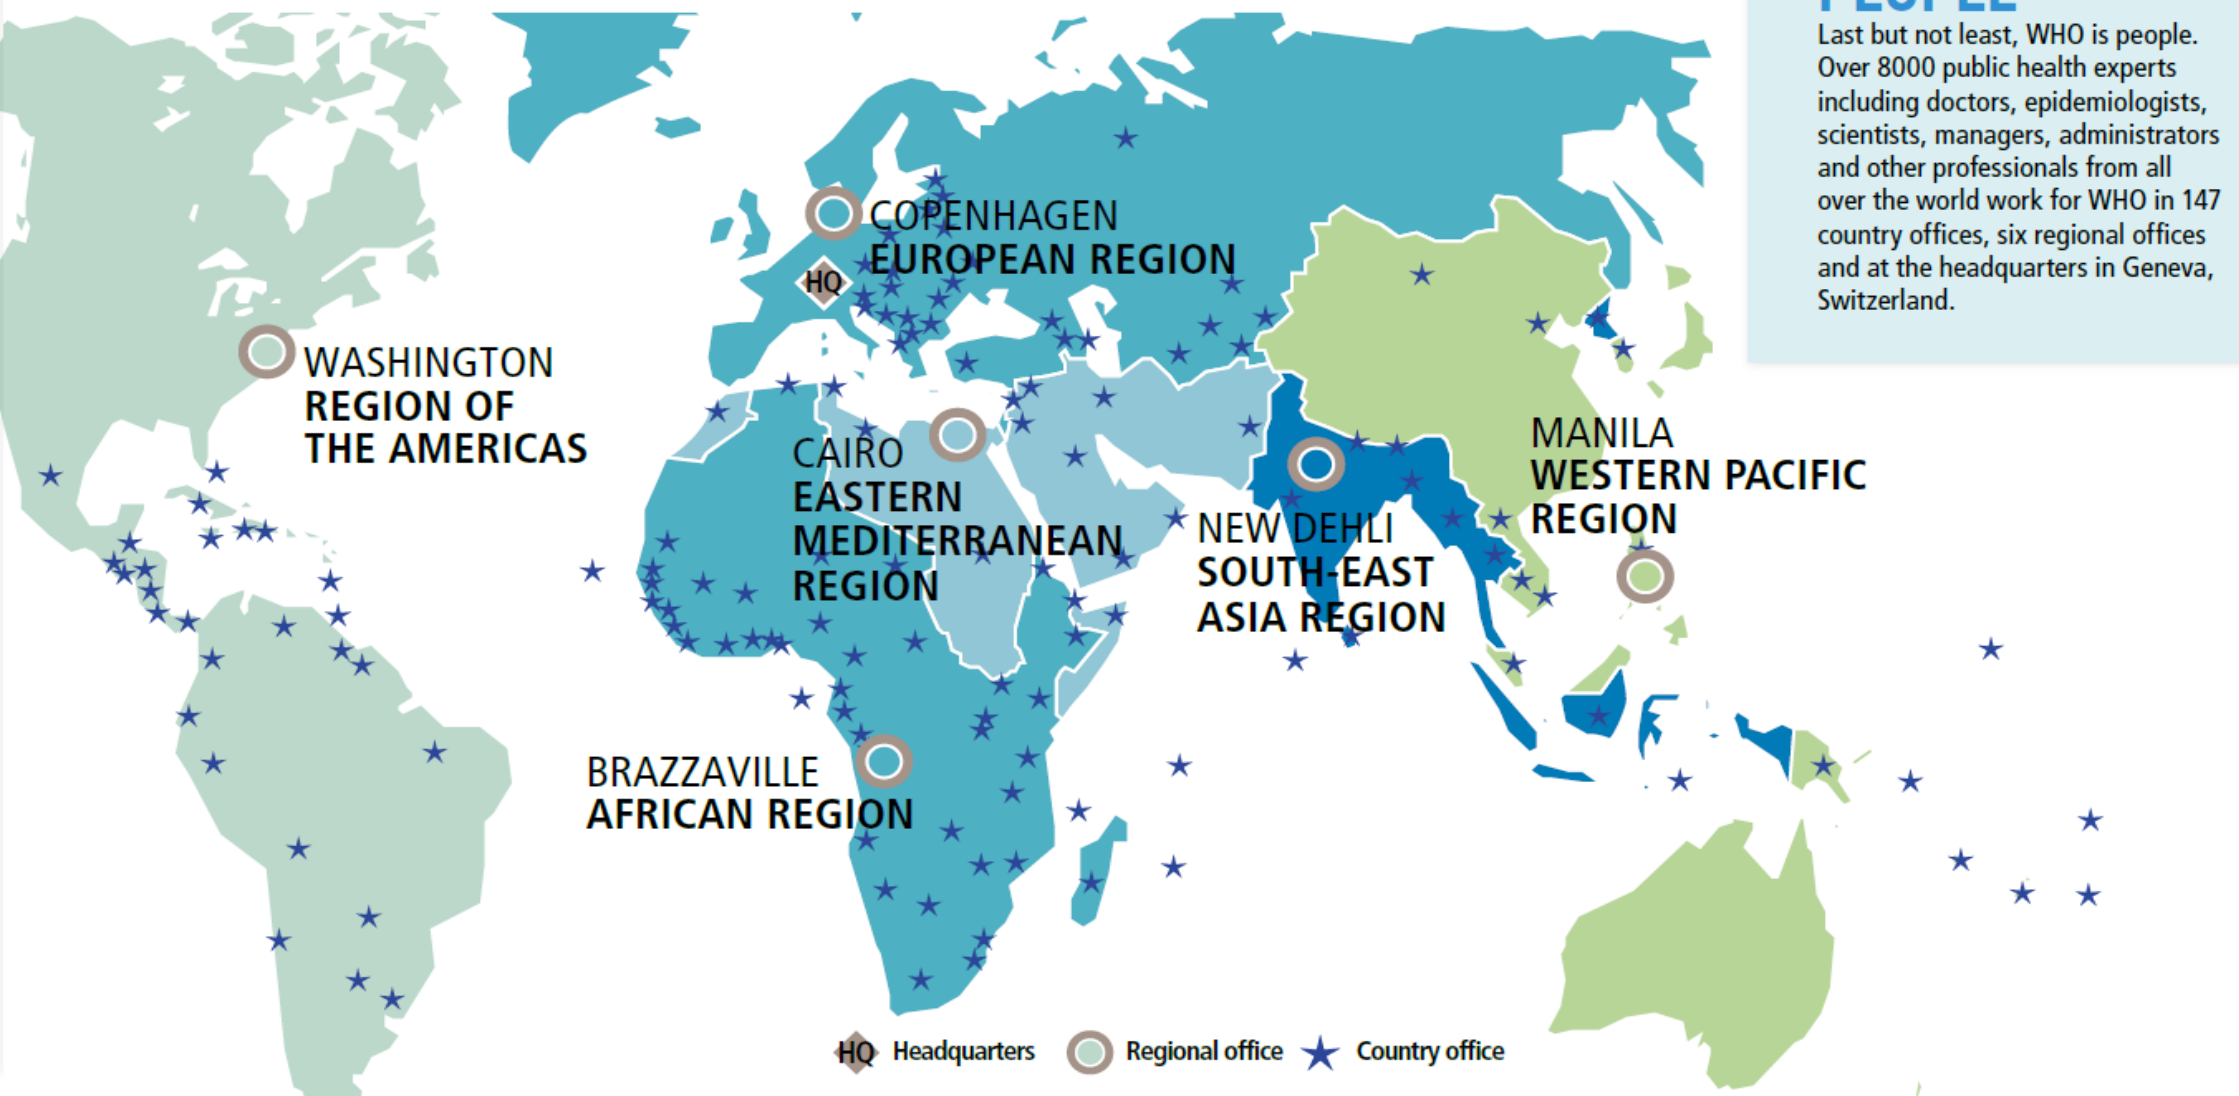 PEOPLE
Last but not least, WHO is people.
Over 8000 public health experts
including doctors, epidemiologists,
scientists, managers, administrators
and other professionals from all
over the world work for WHO in 147
country offices, six regional offices
and at the headquarters in Geneva,
Switzerland.
COPENHAGEN
EUROPEAN REGION
HQ
WASHINGTON
REGION OF
THE AMERICAS
CAIRO
EASTERN
MEDITERRANEAN
REGION
MANILA
WESTERN PACIFIC
REGION
NEW DEHLI
SOUTH-EAST
ASIA REGION
BRAZZAVILLE
AFRICAN REGION
HQ Headquarters Regional office Country office